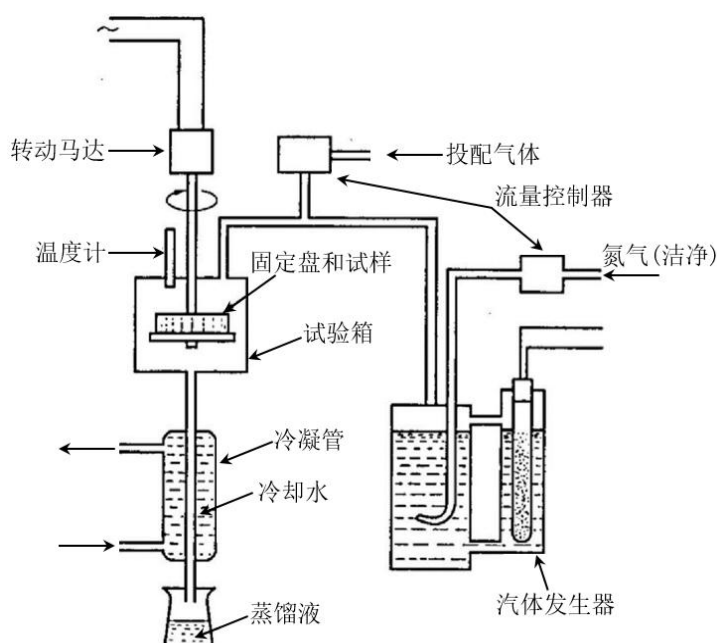 转动马达
投配气体
流量控制器
温度计
固定盘和试样
氮气(洁净)
试验箱
冷凝管
冷却水
汽体发生器
蒸馏液